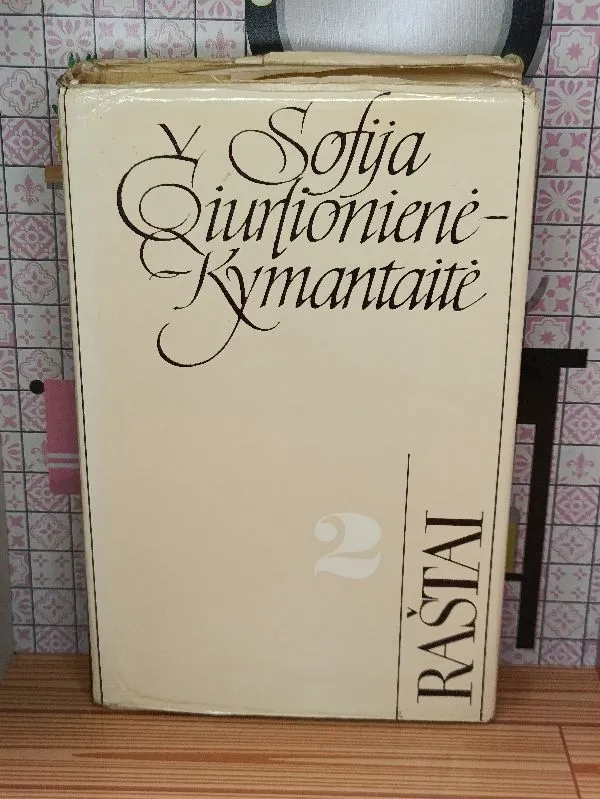 Sofija
Čiurlionienė-
-Kymantaitė
2
RAŠTAI